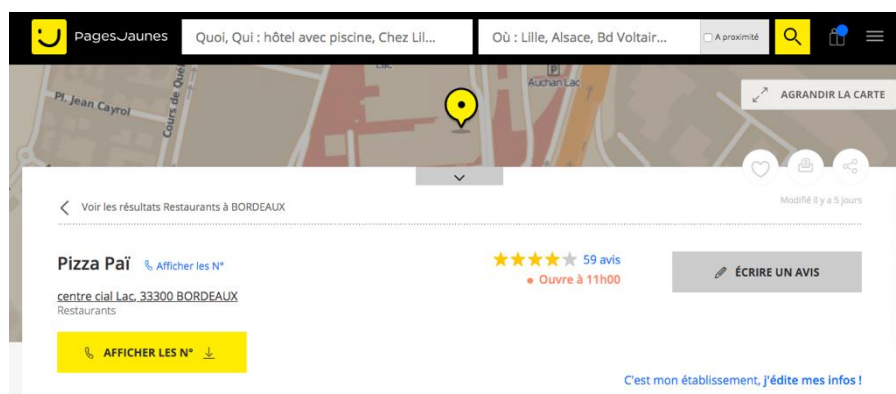 PagesJaunes
Quoi, Qui : hôtel avec piscine, Chez Lil...
Où : Lille, Alsace, Bd Voltair...
A proximité
Lac
P
Auchan Lac
Pl. Jean Cayrol
Cours de Qué
AGRANDIR LA CARTE
Voir les résultats Restaurants à BORDEAUX
Modifié il y a 5 jours
Pizza Paï
Afficher les N°
59 avis
Ouvre à 11h00
ÉCRIRE UN AVIS
centre cial Lac, 33300 BORDEAUX
Restaurants
AFFICHER LES N°
C'est mon établissement, j'édite mes infos !